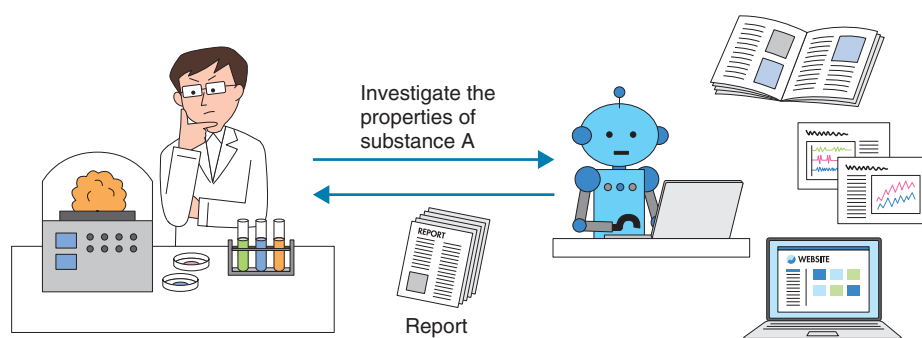 Investigate the
properties of
substance A
REPORT
Report
WEBSITE